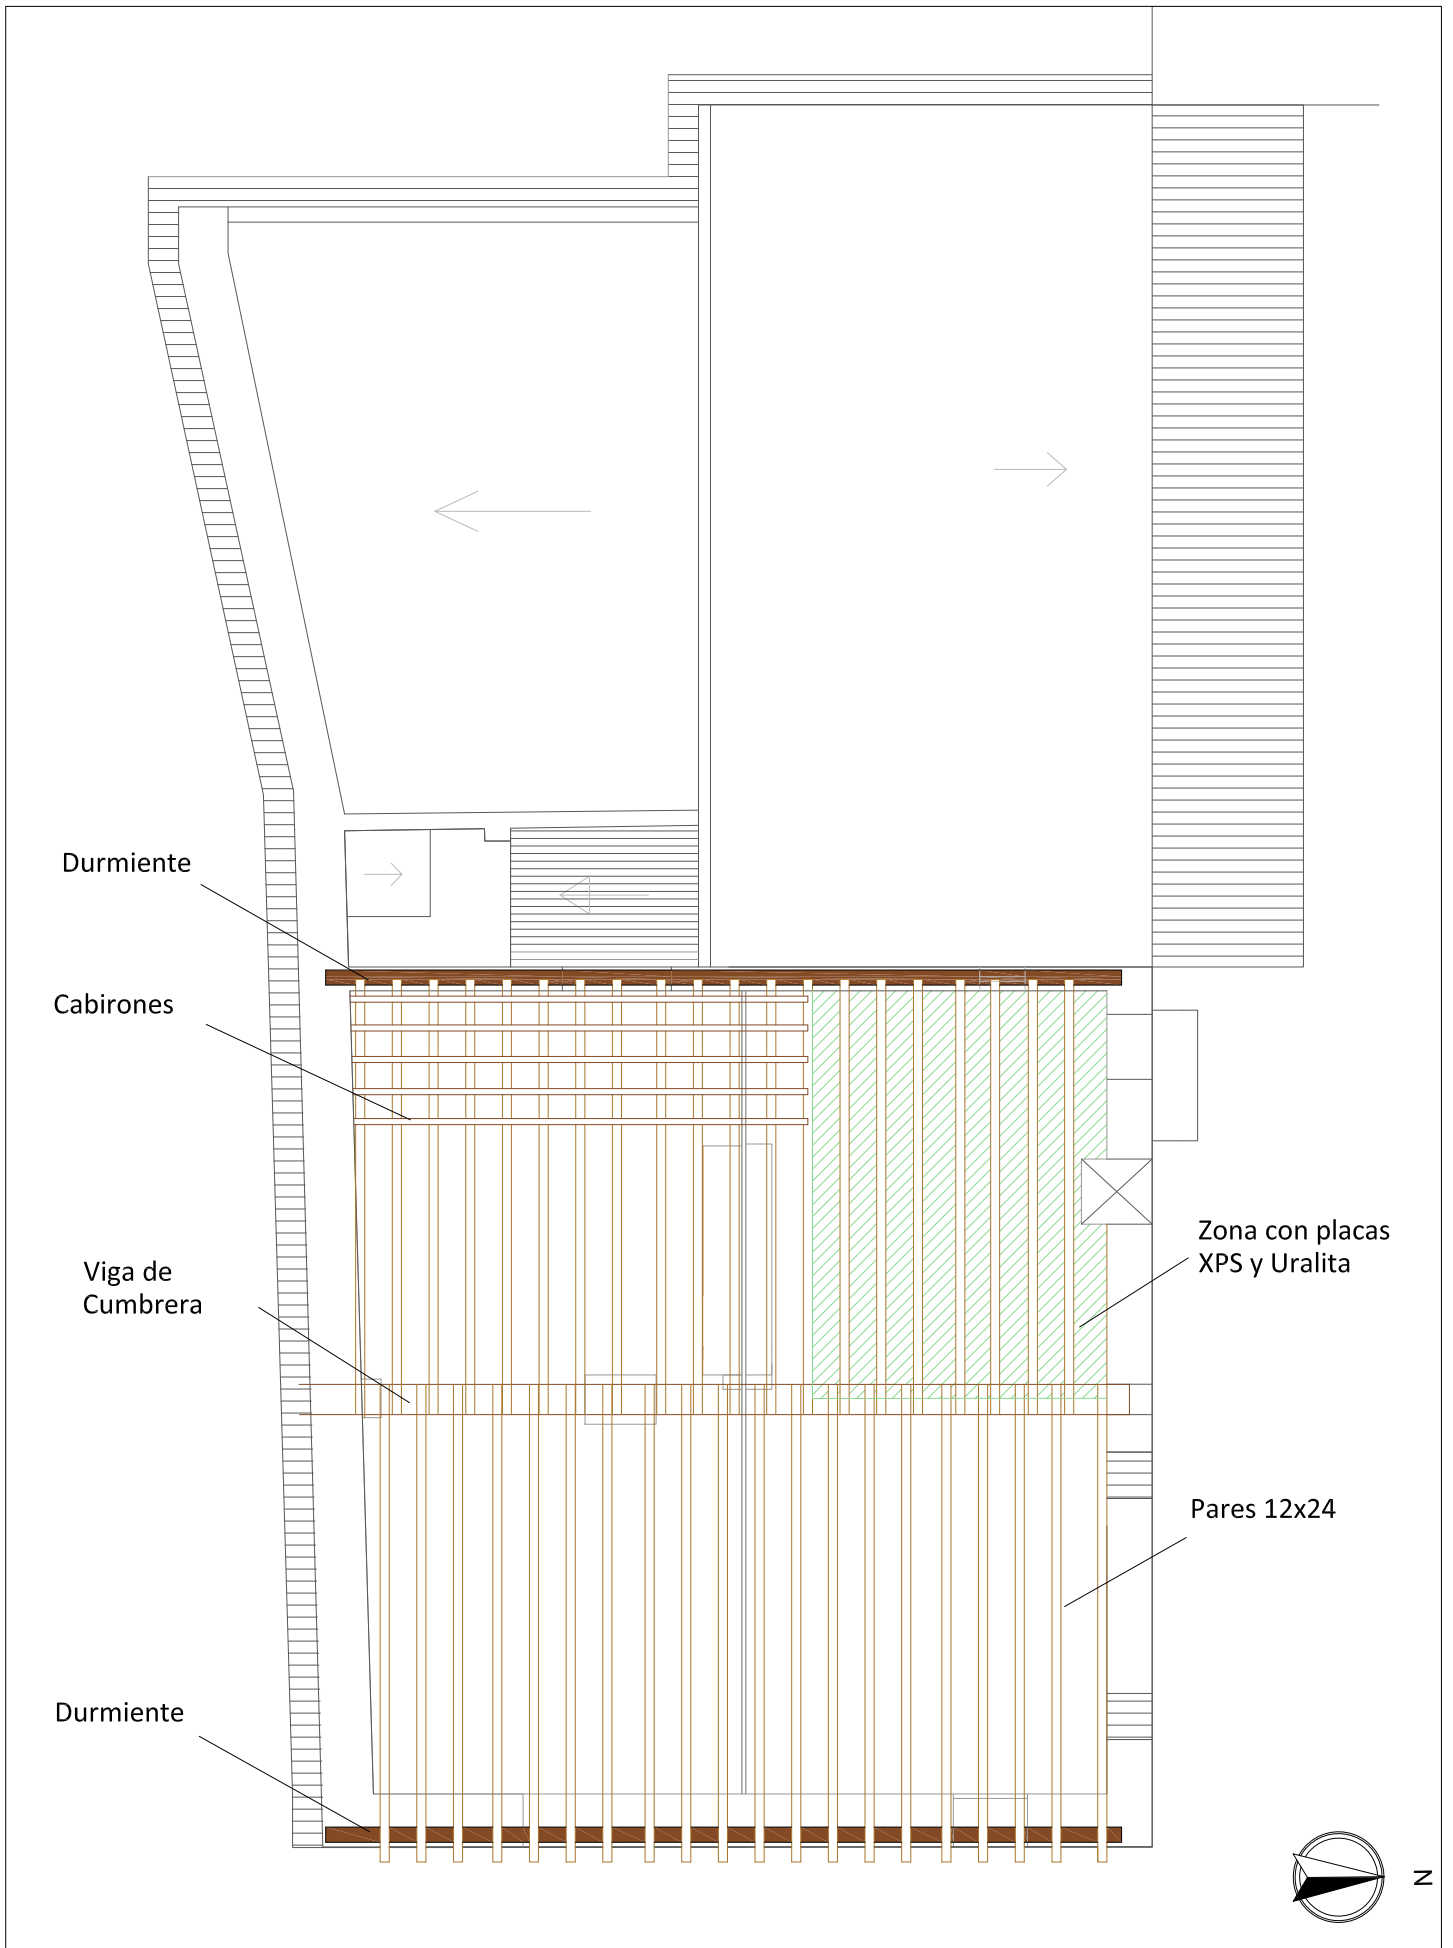 Durmiente
Cabirones
Zona con placas
XPS y Uralita
Viga de
Cumbrera
Pares 12x24
Durmiente
N